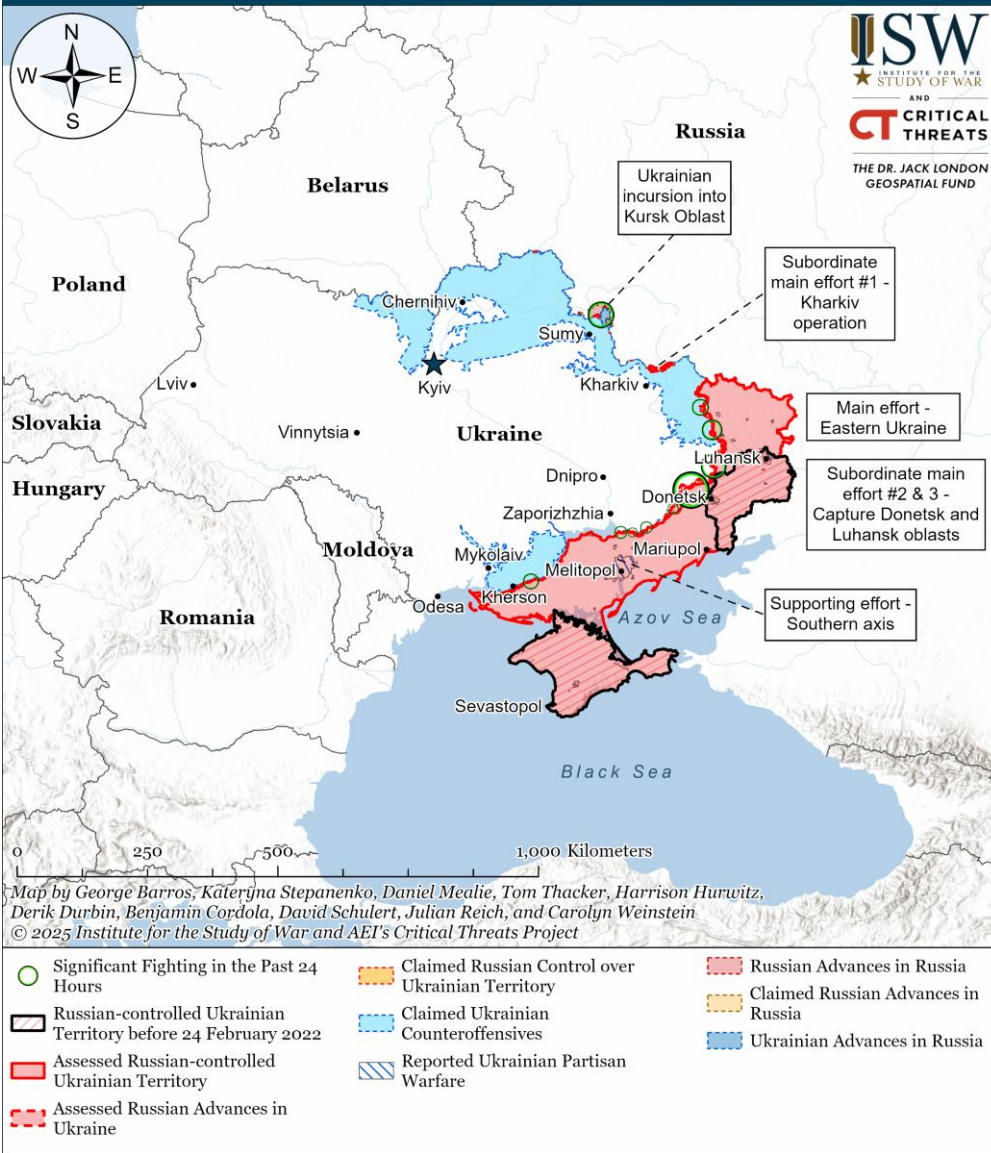 N
W E
S
ISW
INSTITUTE FOR THE
STUDY OF WAR
AND
CT CRITICAL
THREATS
THE DR. JACK LONDON
GEOSPATIAL FUND
Russia
Ukrainian
incursion into
Kursk Oblast
Belarus
Subordinate
main effort #1 -
Kharkiv
operation
Poland
Chernihiv
Sumy
Kyiv
Kharkiv
Lviv
Main effort -
Eastern Ukraine
Slovakia
Vinnytsia
Ukraine
Luhansk
Hungary
Dnipro
Donetsk
Subordinate main
effort #2 & 3 -
Capture Donetsk and
Luhansk oblasts
Zaporizhzhia
Moldova
Mykolaiv
Mariupol
Melitopol
Kherson
Odesa
Romania
Azov Sea
Supporting effort -
Southern axis
Sevastopol
Black Sea
0 250 500 1,000 Kilometers
Map by George Barros, Kateryna Stepanenko, Daniel Mealie, Tom Thacker, Harrison Hurwitz,
Derik Durbin, Benjamin Cordola, David Schulert, Julian Reich, and Carolyn Weinstein
© 2025 Institute for the Study of War and AEI's Critical Threats Project
Significant Fighting in the Past 24
Hours
Russian-controlled Ukrainian
Territory before 24 February 2022
Assessed Russian-controlled
Ukrainian Territory
Assessed Russian Advances in
Ukraine
Claimed Russian Control over
Ukrainian Territory
Claimed Ukrainian
Counteroffensives
Reported Ukrainian Partisan
Warfare
Russian Advances in Russia
Claimed Russian Advances in
Russia
Ukrainian Advances in Russia